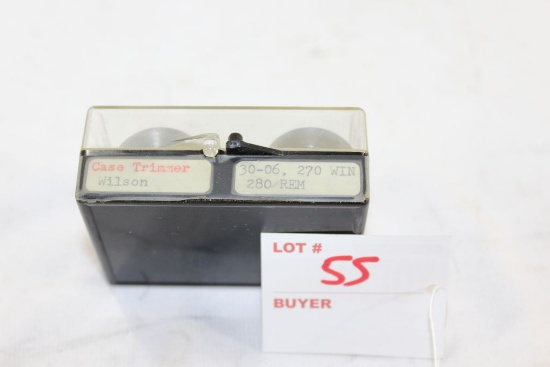 Case Trimmer
Wilson
30-06, 270 WIN
280/REM
LOT #
55
BUYER